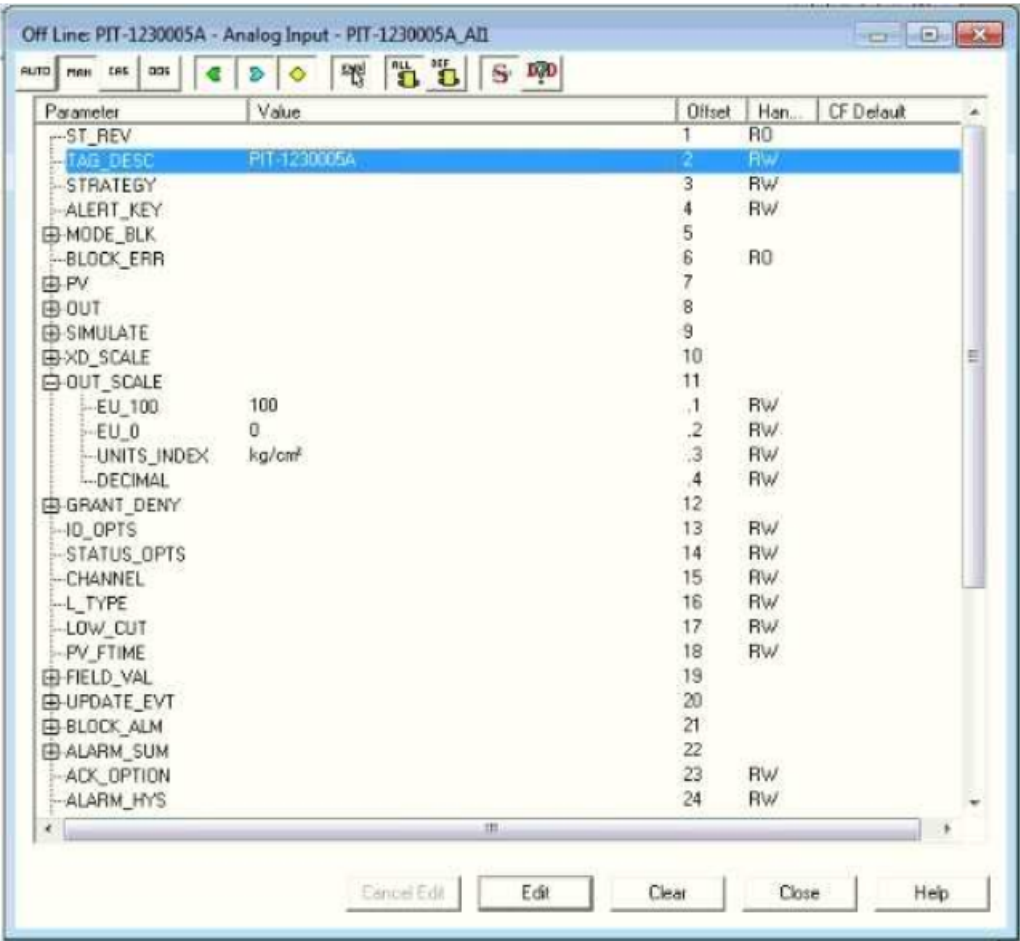 Off Line: PIT-1230005A - Analog Input - PIT-1230005A_AI1
AUTO MAN CAS OOS ALL DEF S
Parameter Value Offset Han... CF Default
ST_REV 1 RO
TAG_DESC PIT-1230005A 2 RW
STRATEGY 3 RW
ALERT_KEY 4 RW
MODE_BLK 5
BLOCK_ERR 6 RO
PV 7
OUT 8
SIMULATE 9
XD_SCALE 10
OUT_SCALE 11
EU_100 100 .1 RW
EU_0 0 .2 RW
UNITS_INDEX kg/cm² .3 RW
DECIMAL .4 RW
GRANT_DENY 12
IO_OPTS 13 RW
STATUS_OPTS 14 RW
CHANNEL 15 RW
L_TYPE 16 RW
LOW_CUT 17 RW
PV_FTIME 18 RW
FIELD_VAL 19
UPDATE_EVT 20
BLOCK_ALM 21
ALARM_SUM 22
ACK_OPTION 23 RW
ALARM_HYS 24 RW
Cancel Edit Edit Clear Close Help